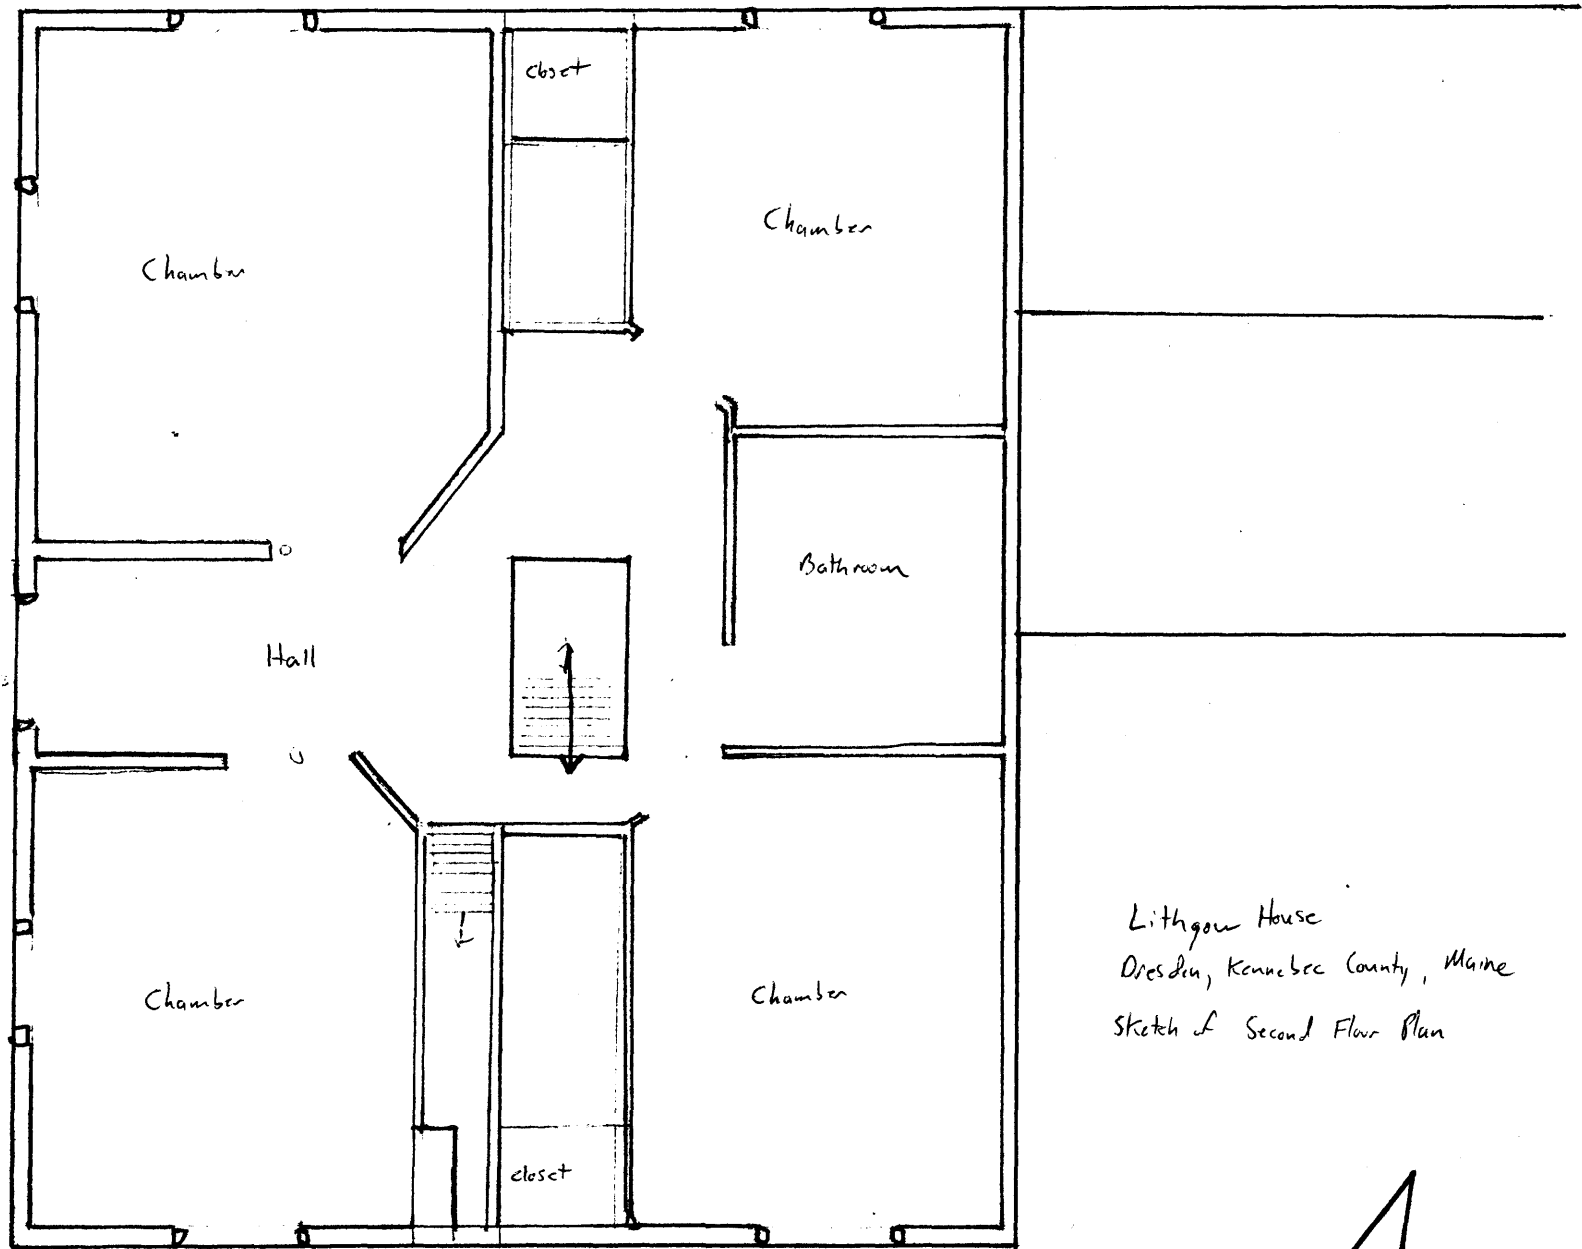 closet
Chamber
Chamber
Bathroom
Hall
Chamber
Chamber
closet
Lithgow House
Dresden, Kennebec County, Maine
Sketch of Second Floor Plan